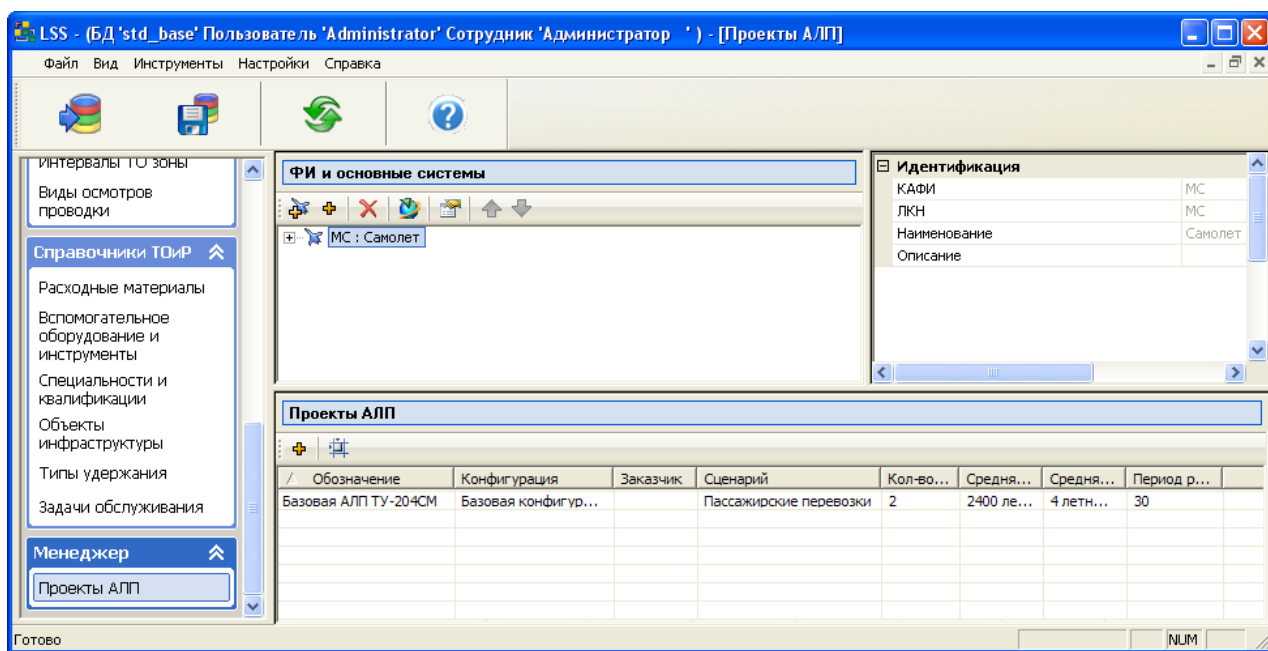 LSS - (БД 'std_base' Пользователь 'Administrator' Сотрудник 'Администратор ' ) - [Проекты АЛП]
Файл Вид Инструменты Настройки Справка
Интервалы ТО зоны
Виды осмотров
проводки
Справочники ТОиР
Расходные материалы
Вспомогательное
оборудование и
инструменты
Специальности и
квалификации
Объекты
инфраструктуры
Типы удержания
Задачи обслуживания
Менеджер
Проекты АЛП
ФИ и основные системы
МС : Самолет
Идентификация
КАФИ МС
ЛКН МС
Наименование Самолет
Описание
Проекты АЛП
Обозначение Конфигурация Заказчик Сценарий Кол-во... Средня... Средня... Период р...
Базовая АЛП ТУ-204СМ Базовая конфигур... Пассажирские перевозки 2 2400 ле... 4 летн... 30
Готово NUM